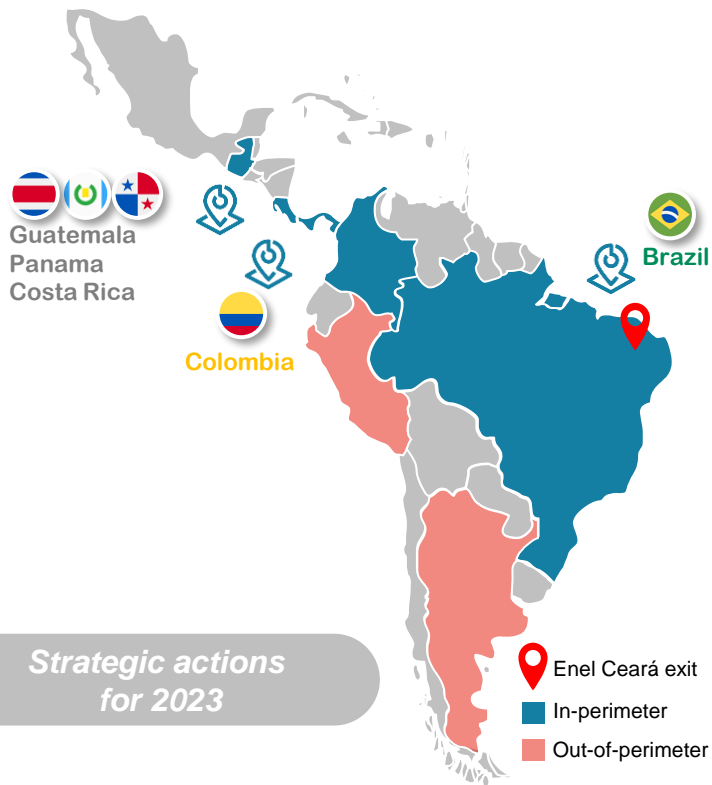 Guatemala
Panama
Costa Rica
Brazil
Colombia
Strategic actions
for 2023
Enel Ceará exit
In-perimeter
Out-of-perimeter